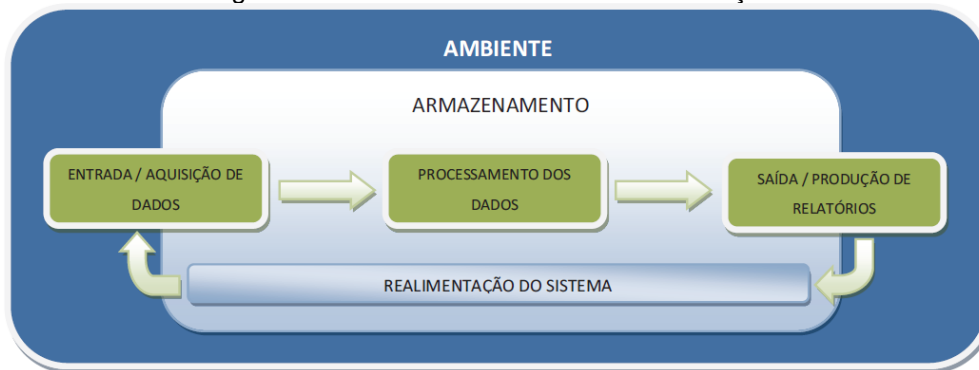 AMBIENTE
ARMAZENAMENTO
ENTRADA / AQUISIÇÃO DE
DADOS
PROCESSAMENTO DOS
DADOS
SAÍDA / PRODUÇÃO DE
RELATÓRIOS
REALIMENTAÇÃO DO SISTEMA